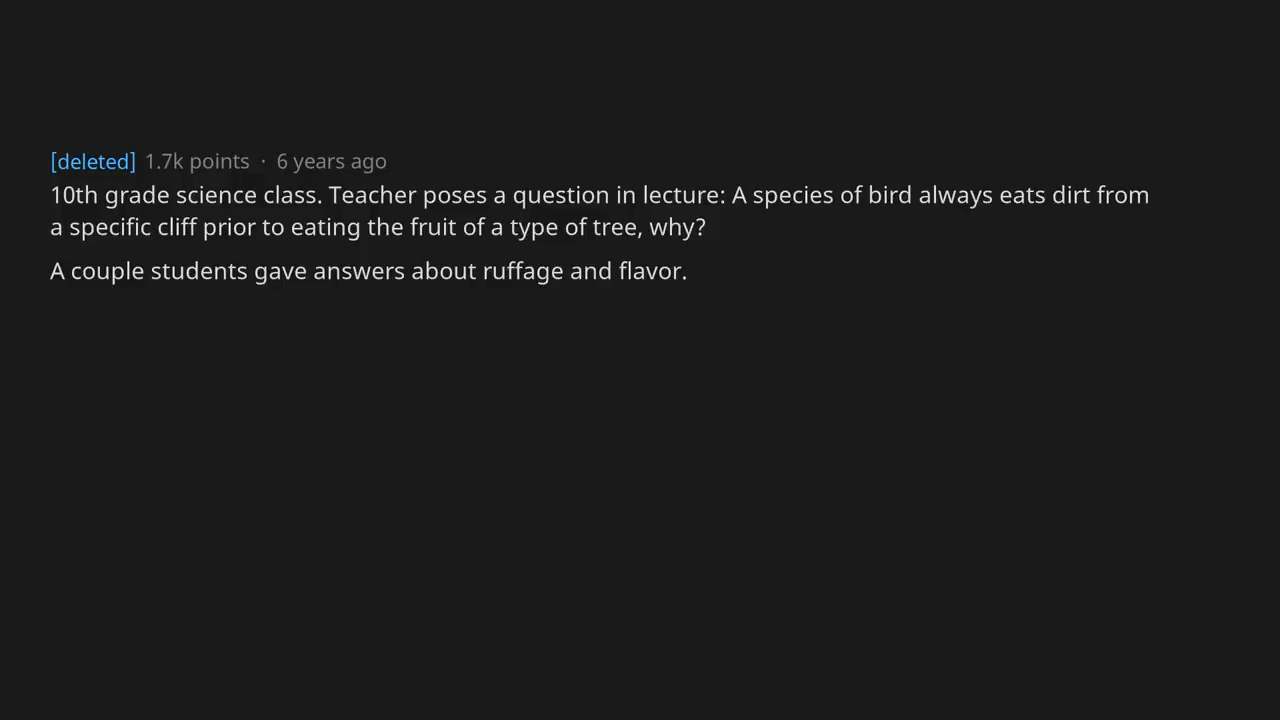 [deleted] 1.7k points · 6 years ago
10th grade science class. Teacher poses a question in lecture: A species of bird always eats dirt from
a specific cliff prior to eating the fruit of a type of tree, why?
A couple students gave answers about ruffage and flavor.